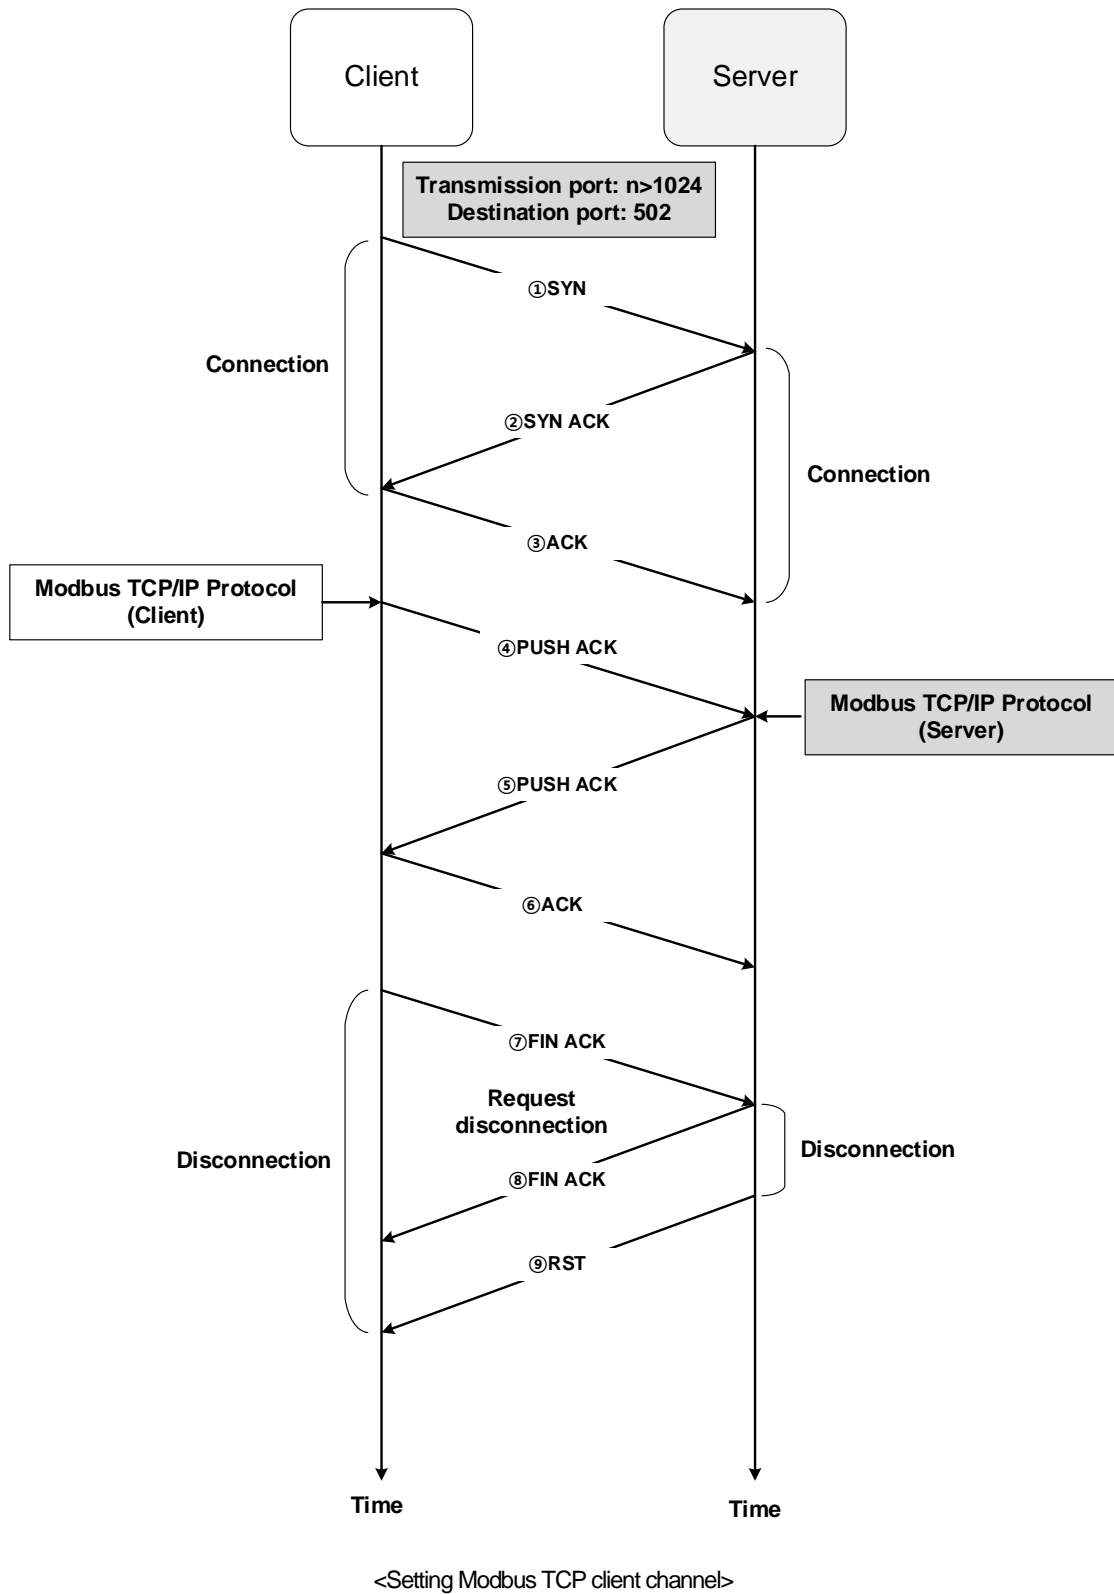 Client
Server
Transmission port: n>1024
Destination port: 502
①SYN
Connection
②SYN ACK
Connection
③ACK
Modbus TCP/IP Protocol
(Client)
④PUSH ACK
Modbus TCP/IP Protocol
(Server)
⑤PUSH ACK
⑥ACK
⑦FIN ACK
Request
disconnection
Disconnection
Disconnection
⑧FIN ACK
⑨RST
Time
Time
<Setting Modbus TCP client channel>